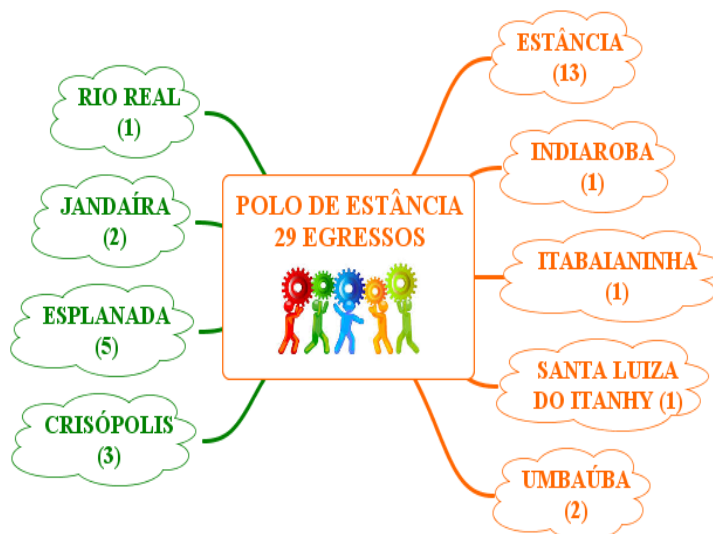 POLO DE ESTÂNCIA
29 EGRESSOS
RIO REAL
(1)
JANDAÍRA
(2)
ESPLANADA
(5)
CRISÓPOLIS
(3)
ESTÂNCIA
(13)
INDIAROBA
(1)
ITABAIANINHA
(1)
SANTA LUIZA
DO ITANHY (1)
UMBAÚBA
(2)